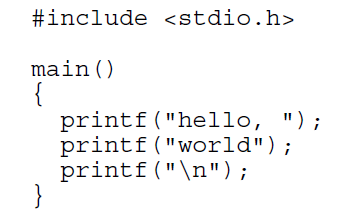 #include <stdio.h>

main()
{
  printf("hello, ");
  printf("world");
  printf("\n");
}